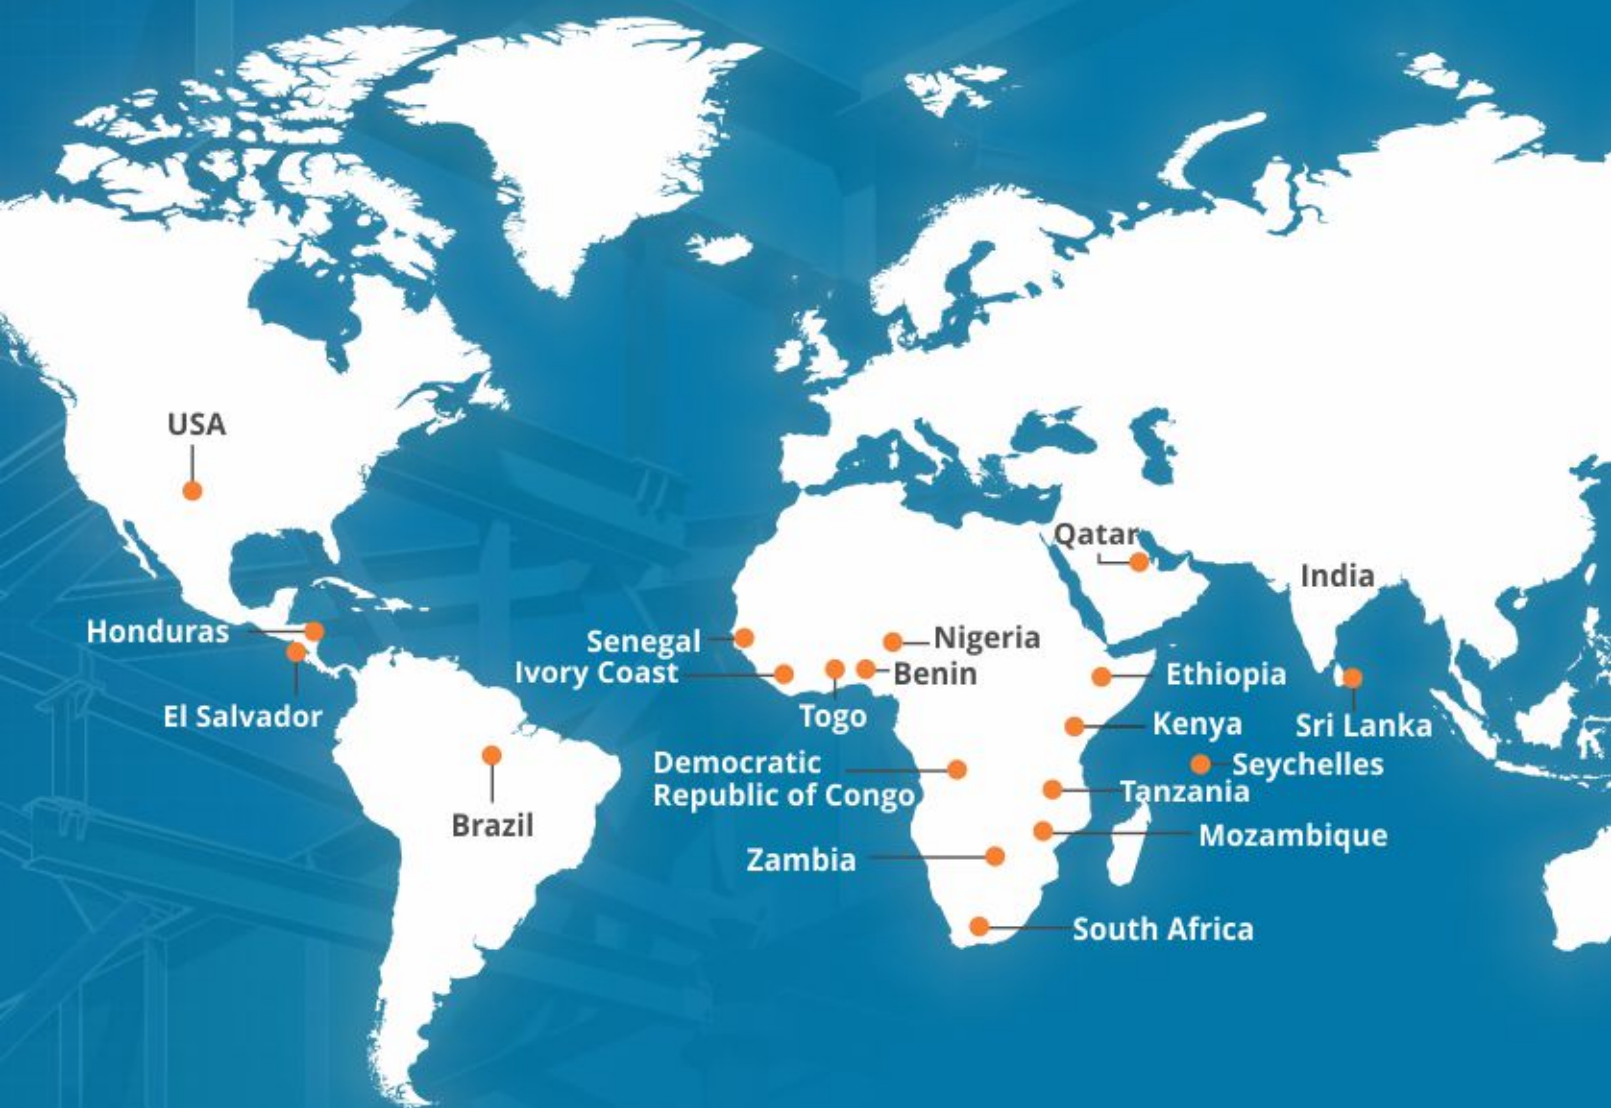 USA
Qatar
India
Honduras
Senegal
Nigeria
Ivory Coast
Benin
Ethiopia
El Salvador
Togo
Kenya
Sri Lanka
Democratic
Republic of Congo
Seychelles
Tanzania
Brazil
Mozambique
Zambia
South Africa